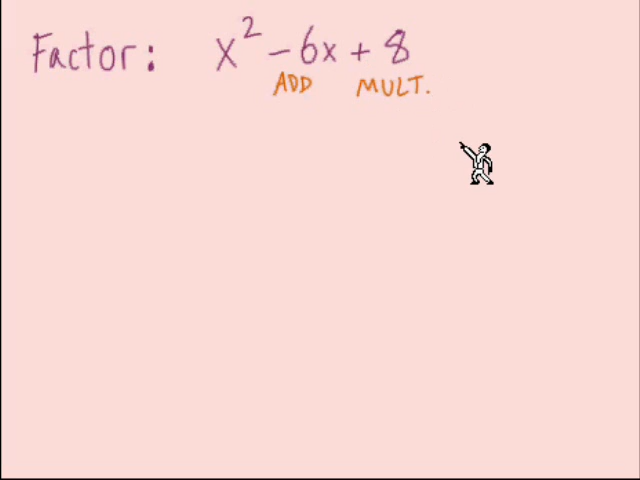 Factor: x² - 6x + 8
ADD MULT.